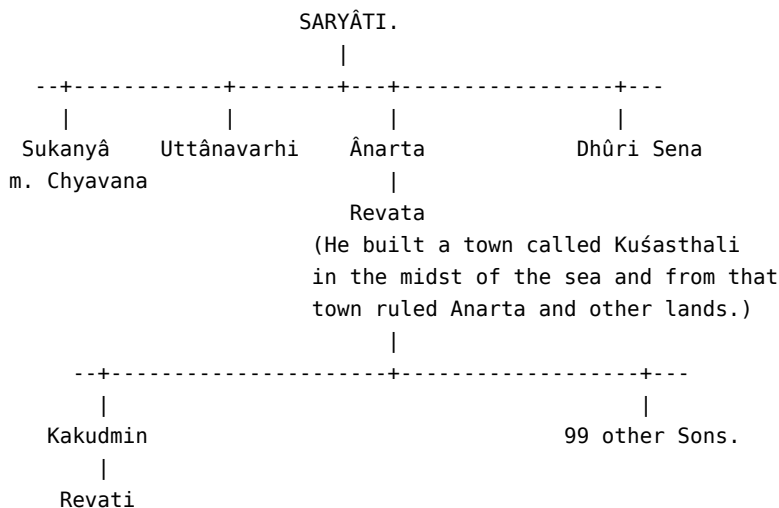 SARYÂTI.
|
--+------------+--------+---+-----------------+---
| | | |
Sukanyâ Uttânavarhi Ânarta Dhûri Sena
m. Chyavana |
Revata
(He built a town called Kuśasthali
in the midst of the sea and from that
town ruled Anarta and other lands.)
|
--+----------------------+-------------------+---
| |
Kakudmin 99 other Sons.
|
Revati